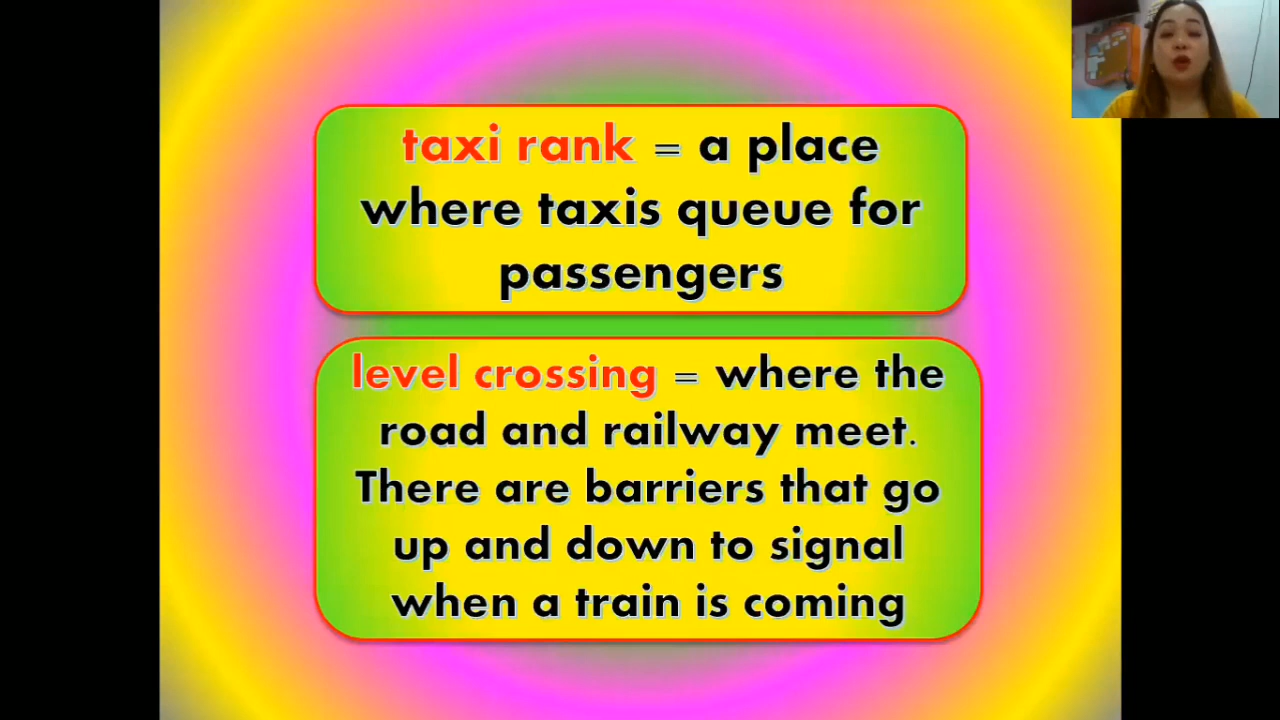 taxi rank = a place
where taxis queue for
passengers
level crossing = where the
road and railway meet.
There are barriers that go
up and down to signal
when a train is coming